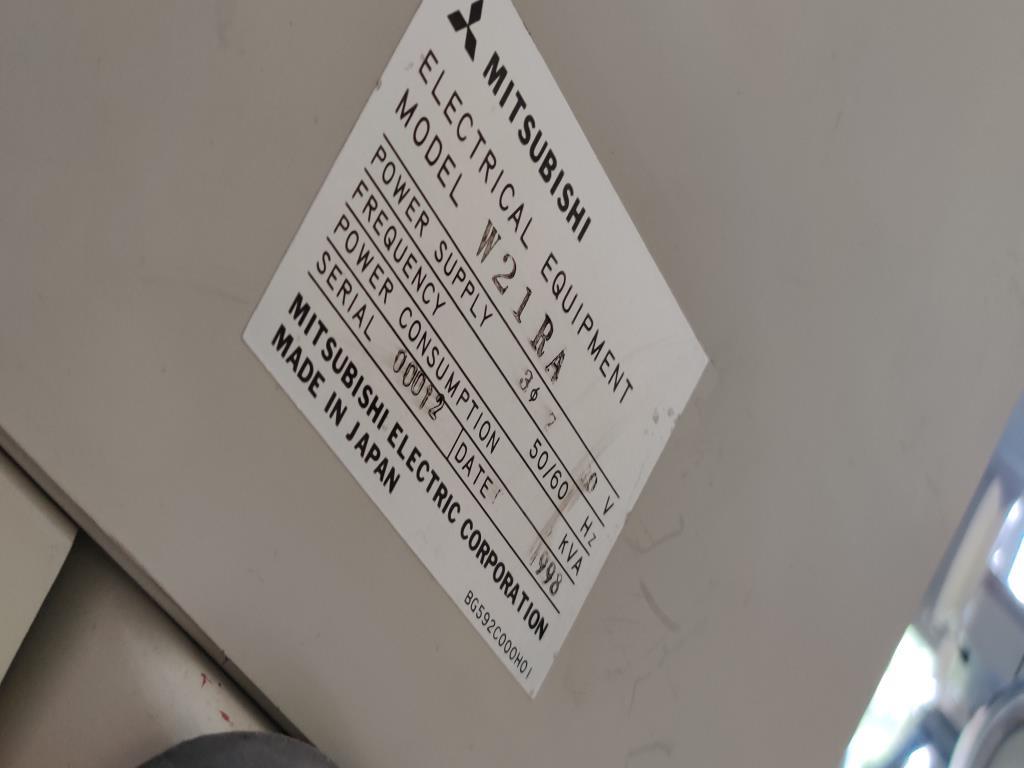 MITSUBISHI
ELECTRICAL EQUIPMENT
MODEL W21RA
POWER SUPPLY 3φ V
FREQUENCY 50/60 HZ
POWER CONSUMPTION KVA
SERIAL DATE 1998
MITSUBISHI ELECTRIC CORPORATION
MADE IN JAPAN
BG592C000H01